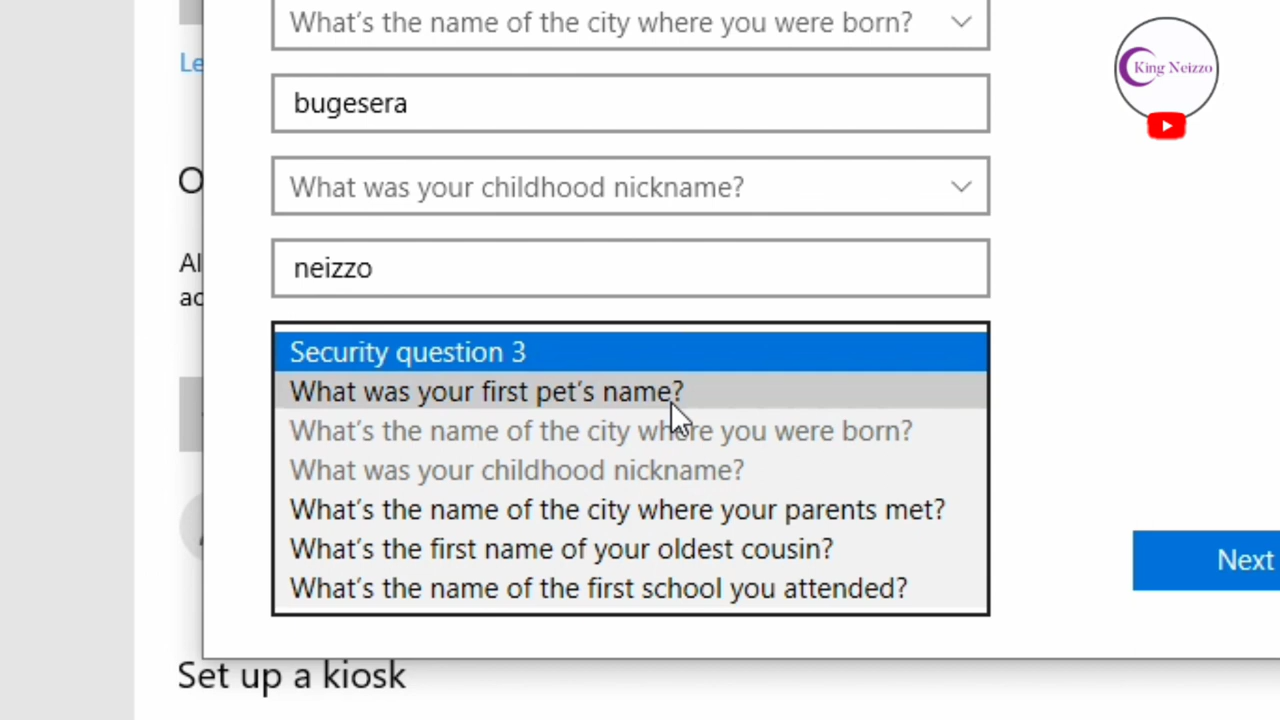 What's the name of the city where you were born?
King Neizzo
Le
bugesera
O
What was your childhood nickname?
Al
neizzo
ac
Security question 3
What was your first pet's name?
What's the name of the city where you were born?
What was your childhood nickname?
What's the name of the city where your parents met?
What's the first name of your oldest cousin?
Next
What's the name of the first school you attended?
Set up a kiosk